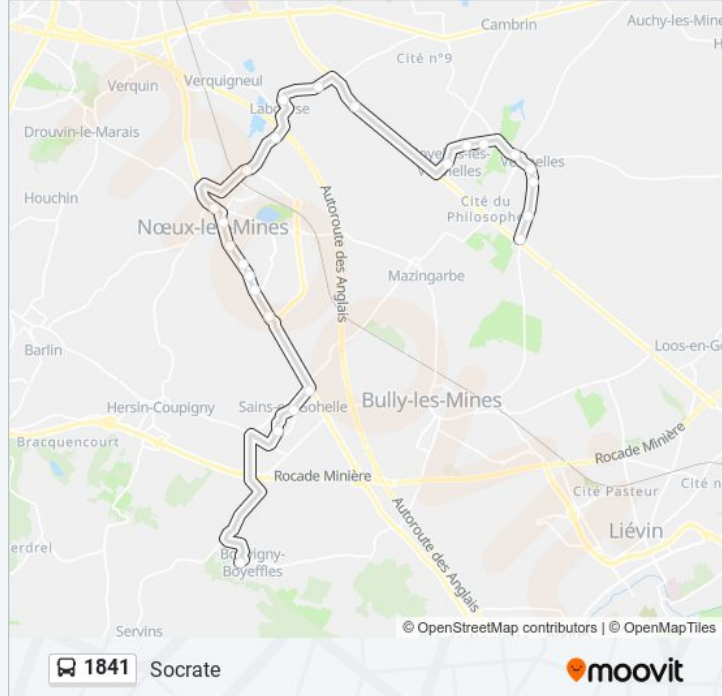 Cambrin
Auchy-les-Mine
Cité n°9
Verquin
Verquigneul
Drouvin-le-Marais
Houchin
Cité du
Philosophe
Nœux-les-Mines
Autoroute des Anglais
Mazingarbe
Barlin
Loos-en-G
Hersin-Coupigny
Bully-les-Mines
Bracquencourt
Rocade Minière
Rocade Minière
Cité Pasteur
Cité n°
Liévin
Autoroute des Anglais
erdrel
Boyeffles
Servins
© OpenStreetMap contributors | © OpenMapTiles
1841 Socrate
moovit